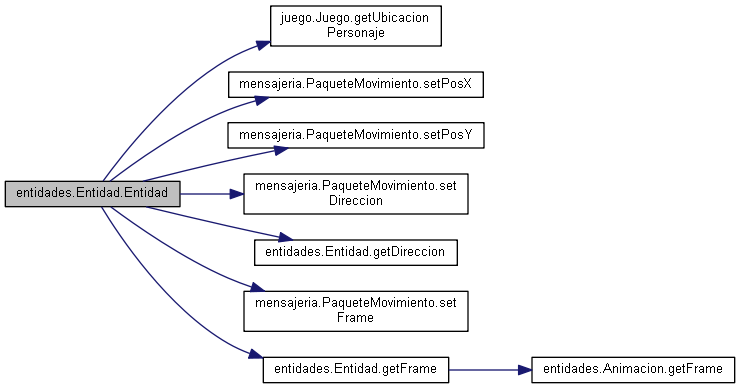 juego.Juego.getUbicacion
Personaje
mensajeria.PaqueteMovimiento.setPosX
mensajeria.PaqueteMovimiento.setPosY
entidades.Entidad.Entidad
mensajeria.PaqueteMovimiento.set
Direccion
entidades.Entidad.getDireccion
mensajeria.PaqueteMovimiento.set
Frame
entidades.Entidad.getFrame
entidades.Animacion.getFrame